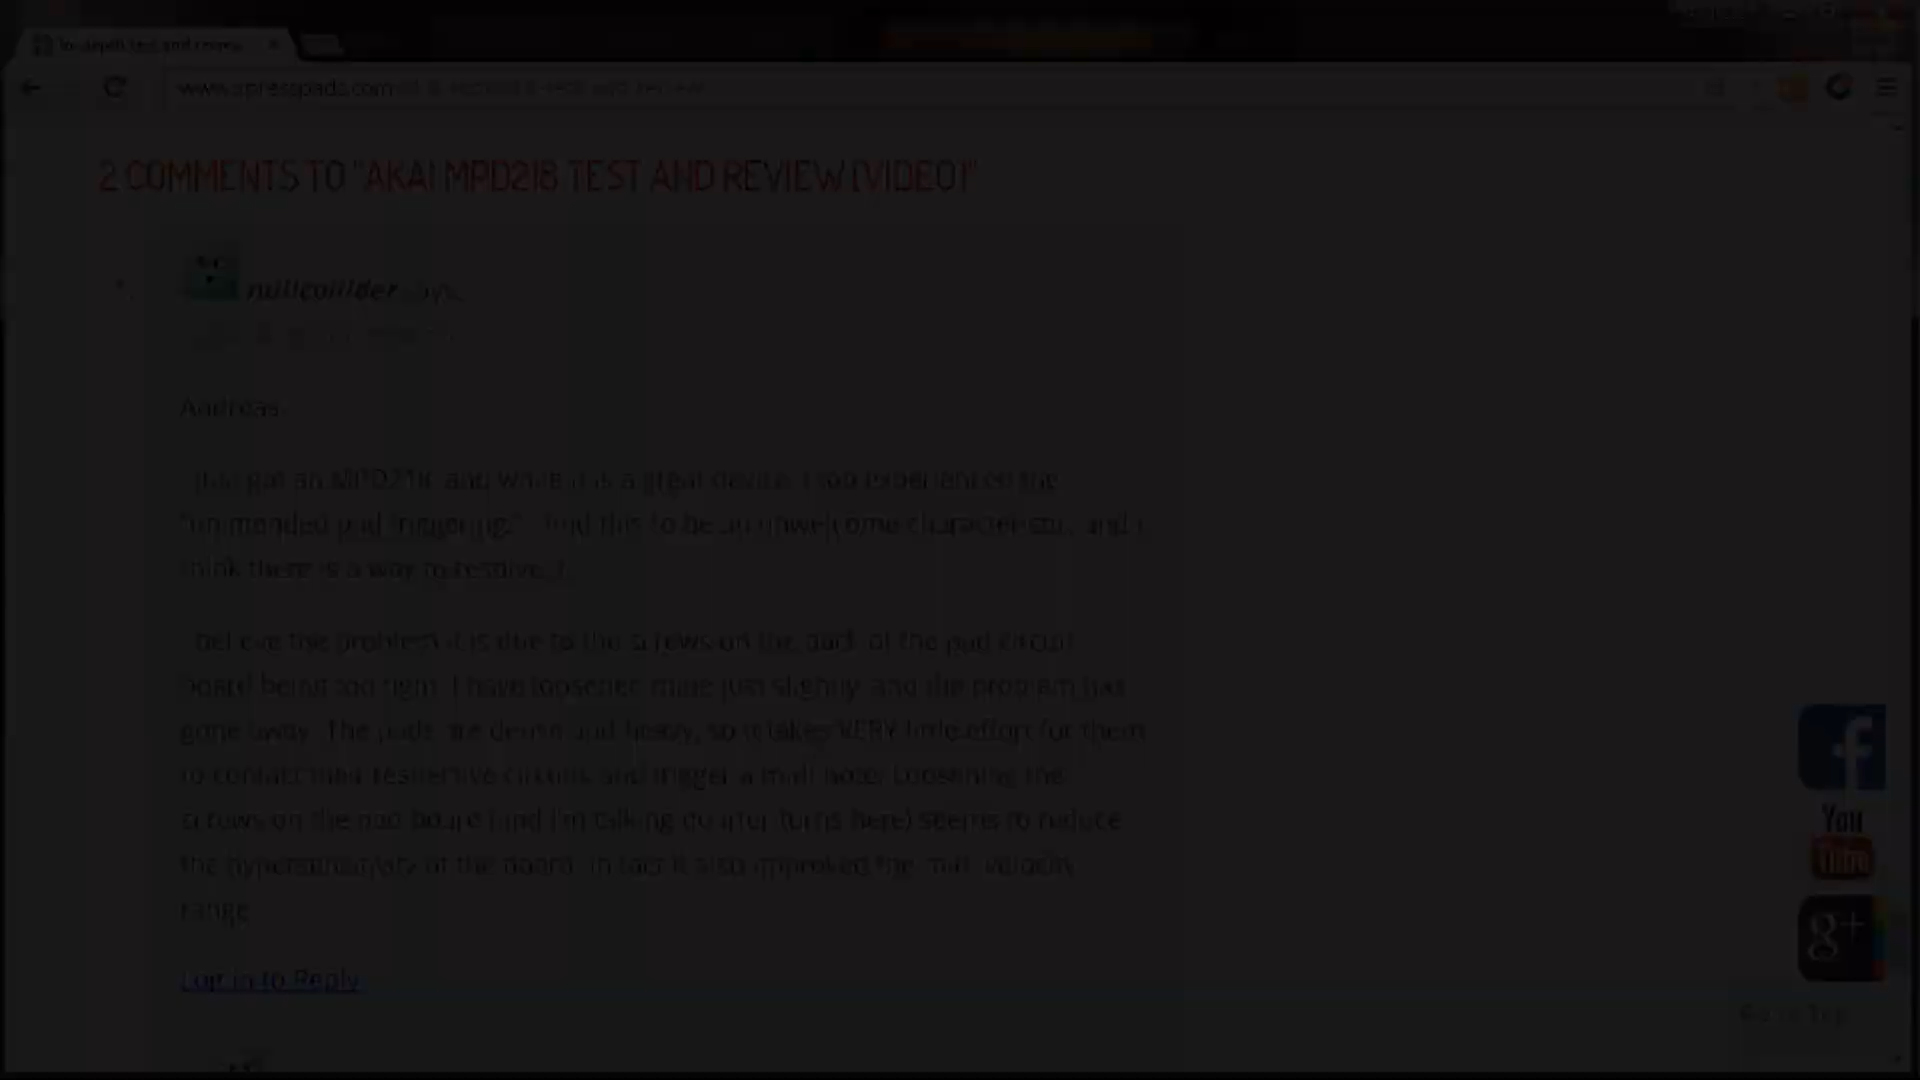 www.xpresspads.com
2 COMMENTS TO "AKAI MPD218 TEST AND REVIEW (VIDEO)"
nullcollider says:
Andreas
I just got an MPD218, and while it is a great device, I too experienced the
"unintended pad triggering." I find this to be an unwelcome characteristic, and I
think there is a way to resolve it.
I believe the problem it is due to the screws on the back of the pad circuit
board being too tight. I have loosened mine just slightly, and the problem has
gone away. The pads are dense and heavy, so it takes VERY little effort for them
to contact their respective circuits and trigger a midi note. Loosening the
screws on the pad board (and I'm talking quarter turns here) seems to reduce
the hypersensitivity of the board. In fact it also improved the midi velocity
range.
Log in to Reply
f
You
Tube
g+